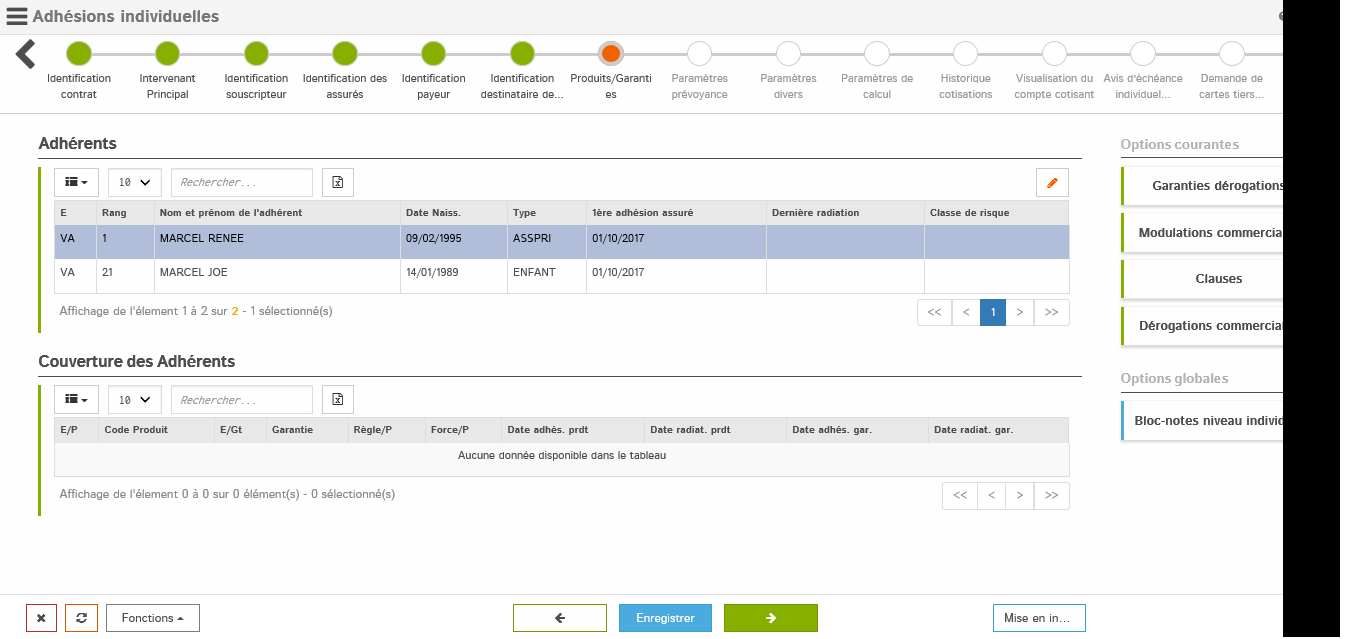 Adhésions individuelles
Identification contrat
Intervenant Principal
Identification souscripteur
Identification des assurés
Identification payeur
Identification destinataire de...
Produits/Garanti es
Paramètres prévoyance
Paramètres divers
Paramètres de calcul
Historique cotisations
Visualisation du compte cotisant
Avis d'échéance individuel...
Demande de cartes tiers...
Adhérents
10 Rechercher...
E Rang Nom et prénom de l'adhérent Date Naiss. Type 1ère adhésion assuré Dernière radiation Classe de risque
VA 1 MARCEL RENEE 09/02/1995 ASSPRI 01/10/2017
VA 21 MARCEL JOE 14/01/1989 ENFANT 01/10/2017
Affichage de l'élement 1 à 2 sur 2 - 1 sélectionné(s)
<< < 1 > >>
Couverture des Adhérents
10 Rechercher...
E/P Code Produit E/Gt Garantie Règle/P Force/P Date adhés. prdt Date radiat. prdt Date adhés. gar. Date radiat. gar.
Aucune donnée disponible dans le tableau
Affichage de l'élement 0 à 0 sur 0 élément(s) - 0 sélectionné(s)
<< < > >>
Options courantes
Garanties dérogations
Modulations commercia
Clauses
Dérogations commercia
Options globales
Bloc-notes niveau individ
Fonctions
Enregistrer
Mise en in...